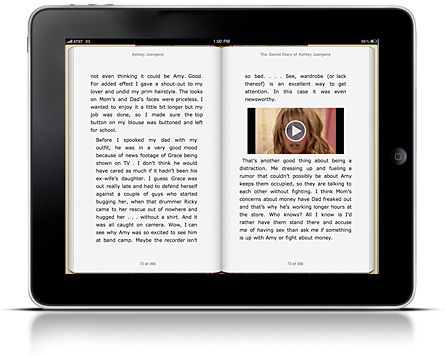 AT&T 3G
1:00 PM
50%
Ashley Juergens
not even thinking it could be Amy. Good.
For added effect I gave a shout-out to my
lover and undid my prim hairstyle. The looks
on Mom's and Dad's faces were priceless. I
wanted to enjoy it a little bit longer but my
job was done, so I made sure the top
button on my blouse was buttoned and left
for school.
Before I spooked my dad with my
outfit, he was in a very good mood
because of news footage of Grace being
shown on TV . I don't think he would
have cared as much if it hadn't been his
ex-wife's daughter. I guess Grace was
out really late and had to defend herself
against a couple of guys who started
bugging her, when that drummer Ricky
came to her rescue out of nowhere and
hugged her . . . without a shirt. And it
was all caught on camera. Wow, I can
see why Amy was so excited to see him
at band camp. Maybe the recorder isn't
72 of 366
The Secret Diary of Ashley Juergens
so bad. . . . See, wardrobe (or lack
thereof) is an excellent way to get
attention. In this case it was even
newsworthy.
That's another good thing about being a
distraction. Me dressing up and fueling a
rumor that couldn't possibly be about Amy
keeps them occupied, so they are talking to
each other without fighting. I think Mom's
concerns about money have Dad freaked out
and that's why he's working longer hours at
the store. Who knows? All I know is I'd
rather have them stand there and accuse
me of having sex than ask me if something
is up with Amy or fight about money.
73 of 366